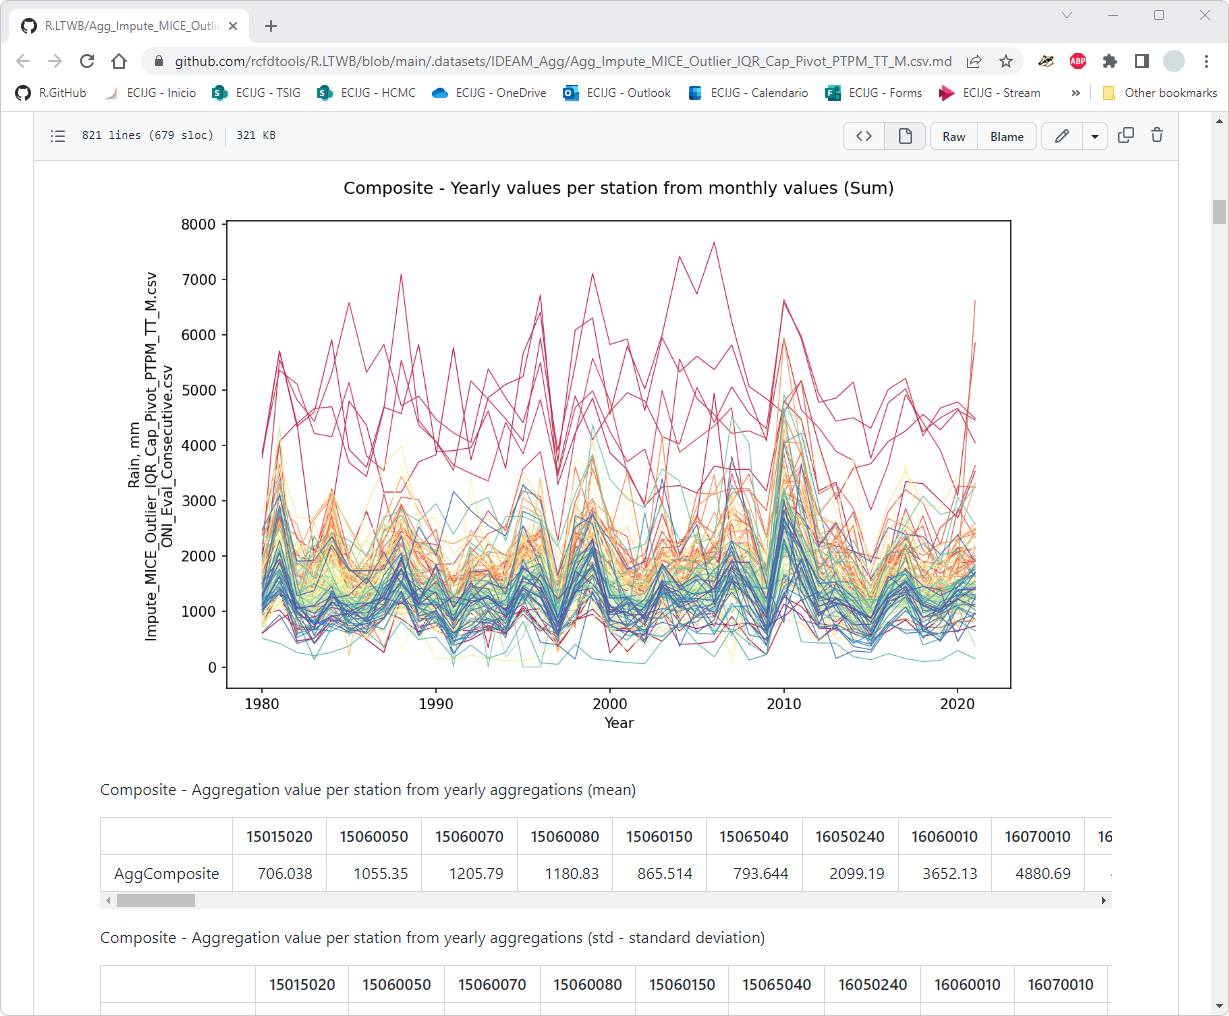 R.LTWB/Agg_Impute_MICE_Outli
github.com/rcfdtools/R.LTWB/blob/main/.datasets/IDEAM_Agg/Agg_Impute_MICE_Outlier_IQR_Cap_Pivot_PTPM_TT_M.csv.md
ABP
R.GitHub ECIJG - Inicio ECIJG - TSIG ECIJG - HCMC ECIJG - OneDrive ECIJG - Outlook ECIJG - Calendario ECIJG - Forms ECIJG - Stream » Other bookmarks
821 lines (679 sloc) 321 KB <> Raw Blame
Composite - Yearly values per station from monthly values (Sum)
8000
7000
6000
5000
4000
3000
2000
1000
0
Rain, mm
Impute_MICE_Outlier_IQR_Cap_Pivot_PTPM_TT_M.csv
ONI_Eval_Consecutive.csv
1980 1990 2000 2010 2020
Year
Composite - Aggregation value per station from yearly aggregations (mean)
15015020 15060050 15060070 15060080 15060150 15065040 16050240 16060010 16070010 16
AggComposite 706.038 1055.35 1205.79 1180.83 865.514 793.644 2099.19 3652.13 4880.69
Composite - Aggregation value per station from yearly aggregations (std - standard deviation)
15015020 15060050 15060070 15060080 15060150 15065040 16050240 16060010 16070010